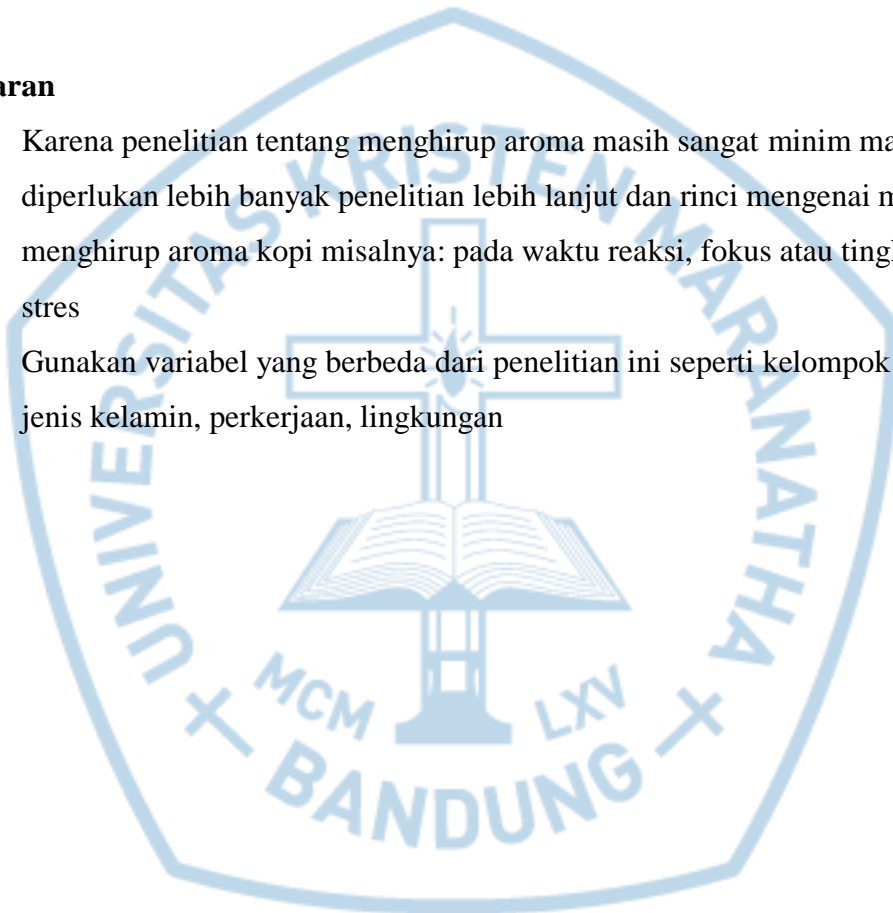 aran
Karena penelitian tentang menghirup aroma masih sangat minim ma
diperlukan lebih banyak penelitian lebih lanjut dan rinci mengenai m
menghirup aroma kopi misalnya: pada waktu reaksi, fokus atau ting
stres
Gunakan variabel yang berbeda dari penelitian ini seperti kelompok
jenis kelamin, perkerjaan, lingkungan
UNIVERSITAS KRISTEN MARANATHA
MCM LXV
BANDUNG